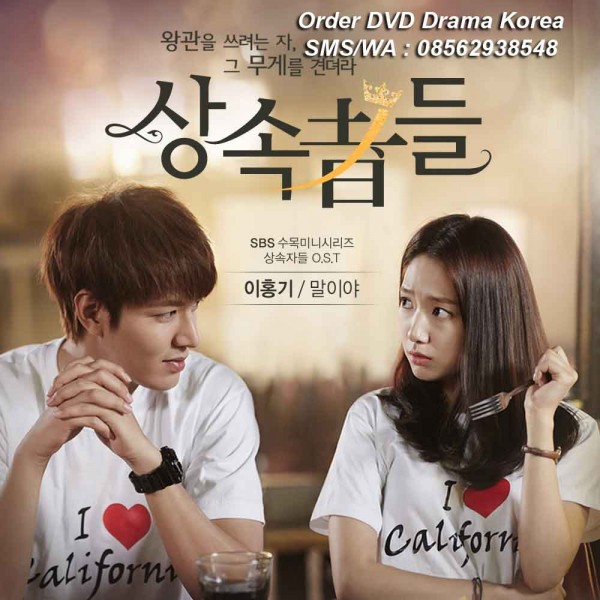 Order DVD Drama Korea
SMS/WA : 08562938548
왕관을 쓰려는 자,
그 무게를 견뎌라
상속者들
SBS 수목미니시리즈
상속자들 O.S.T
이홍기 / 말이야
I ♥
California
I ♥
California